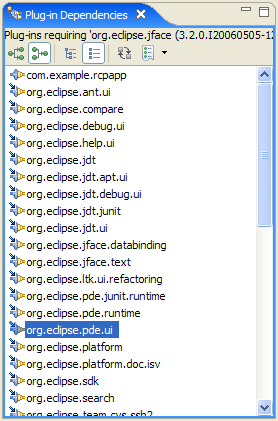 Plug-in Dependencies
Plug-ins requiring 'org.eclipse.jface (3.2.0.I20060505-12
com.example.rcpapp
org.eclipse.ant.ui
org.eclipse.compare
org.eclipse.debug.ui
org.eclipse.help.ui
org.eclipse.jdt
org.eclipse.jdt.apt.ui
org.eclipse.jdt.debug.ui
org.eclipse.jdt.junit
org.eclipse.jdt.ui
org.eclipse.jface.databinding
org.eclipse.jface.text
org.eclipse.ltk.ui.refactoring
org.eclipse.pde.junit.runtime
org.eclipse.pde.runtime
org.eclipse.pde.ui
org.eclipse.platform
org.eclipse.platform.doc.isv
org.eclipse.sdk
org.eclipse.search
org.eclipse.team.cvs.ssh2